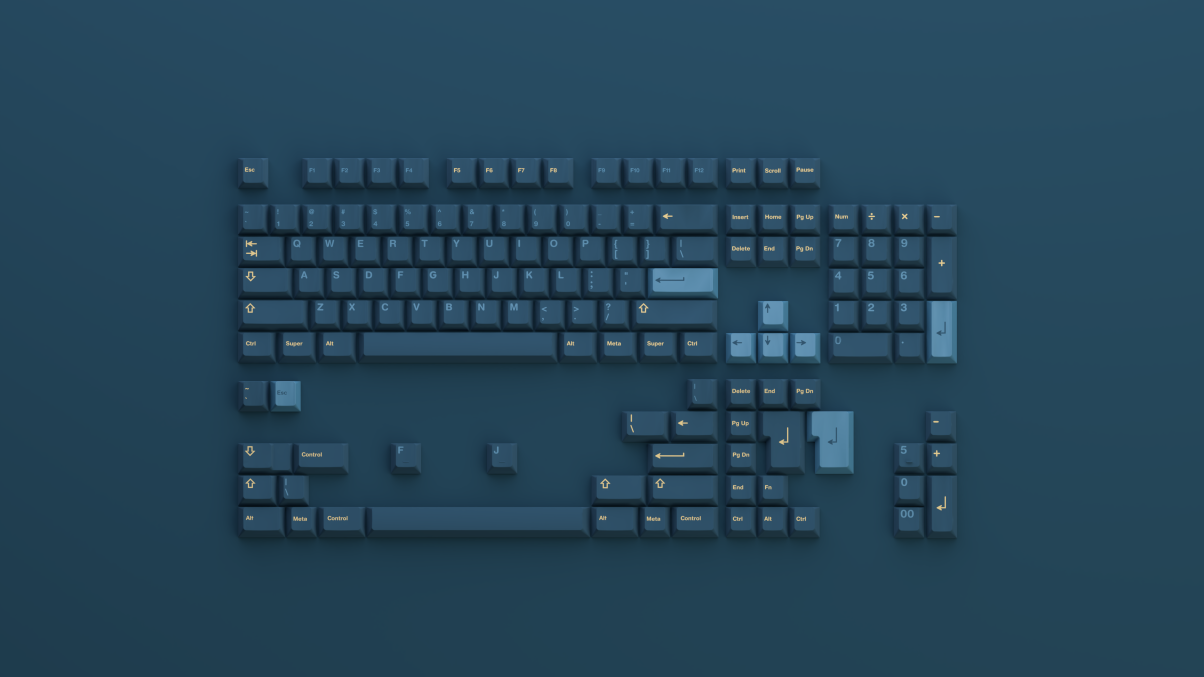 Esc F1 F2 F3 F4 F5 F6 F7 F8 F9 F10 F11 F12 Print Scroll Pause
~ ! @ # $ % ^ & * ( ) _ + ← Insert Home Pg Up Num ÷ × −
` 1 2 3 4 5 6 7 8 9 0 - =
⇤ Q W E R T Y U I O P { } | Delete End Pg Dn 7 8 9 +
⇥ [ ] \
⇩ A S D F G H J K L : " ⟵ 4 5 6
; '
⇧ Z X C V B N M < > ? ⇧ ↑ 1 2 3 ↵
, . /
Ctrl Super Alt Alt Meta Super Ctrl ← ↓ → 0 .
~ Esc | Delete End Pg Dn
` \
| ← Pg Up ↵ ↵ −
\
⇩ Control F J ⟵ Pg Dn 5 +
⇧ | ⇧ ⇧ End Fn 0 ↵
\
Alt Meta Control Alt Meta Control Ctrl Alt Ctrl 00